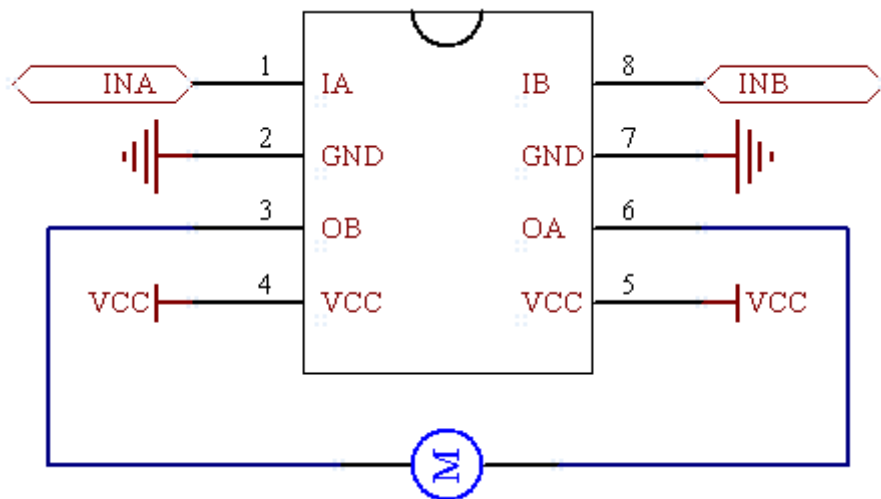 INA 1 IA IB 8 INB
2 GND GND 7
3 OB OA 6
VCC 4 VCC VCC 5 VCC
M